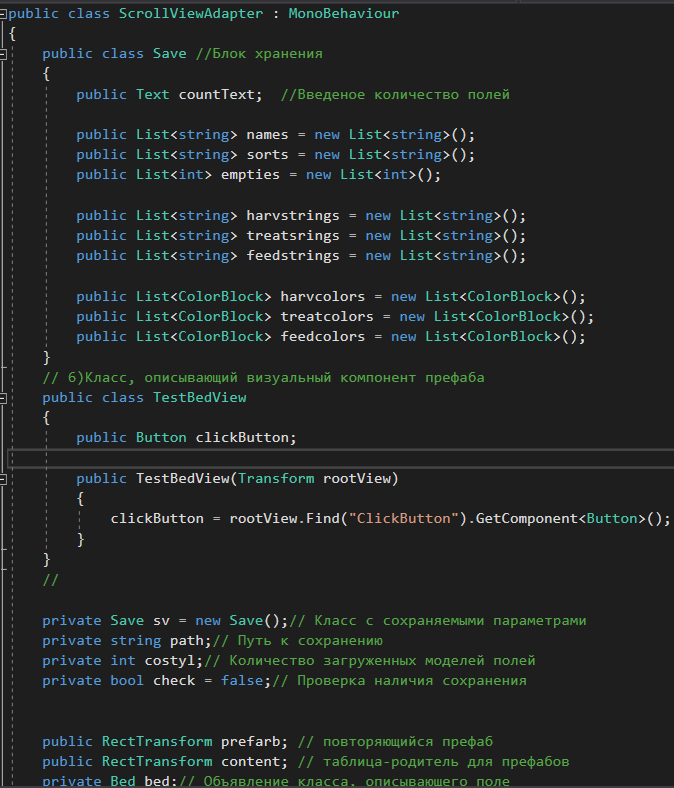 public class ScrollViewAdapter : MonoBehaviour
{
public class Save //Блок хранения
{
public Text countText;  //Введеное количество полей
public List<string> names = new List<string>();
public List<string> sorts = new List<string>();
public List<int> empties = new List<int>();
public List<string> harvstrings = new List<string>();
public List<string> treatsrings = new List<string>();
public List<string> feedstrings = new List<string>();
public List<ColorBlock> harvcolors = new List<ColorBlock>();
public List<ColorBlock> treatcolors = new List<ColorBlock>();
public List<ColorBlock> feedcolors = new List<ColorBlock>();
}
// 6)Класс, описывающий визуальный компонент префаба
public class TestBedView
{
public Button clickButton;
public TestBedView(Transform rootView)
{
clickButton = rootView.Find("ClickButton").GetComponent<Button>();
}
}
//
private Save sv = new Save();// Класс с сохраняемыми параметрами
private string path;// Путь к сохранению
private int costyl;// Количество загруженных моделей полей
private bool check = false;// Проверка наличия сохранения
public RectTransform prefarb; // повторяющийся префаб
public RectTransform content; // таблица-родитель для префабов
private Bed bed;// Объявление класса, описывающего поле